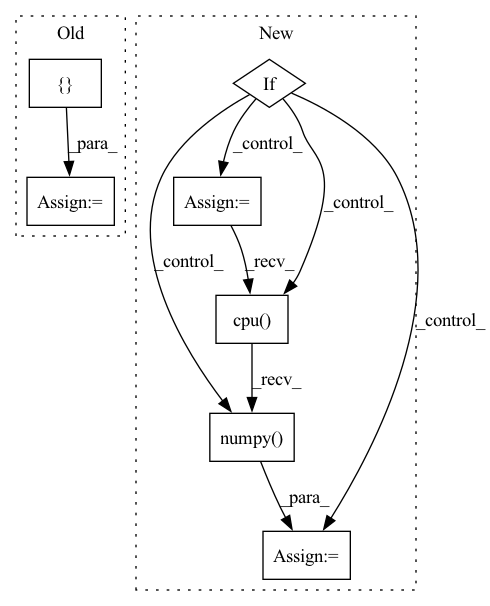 Old
New
{}
If
_para_
_control_
Assign:=
Assign:=
_control_
_control_
_recv_
cpu()
_control_
_recv_
numpy()
_para_
Assign:=